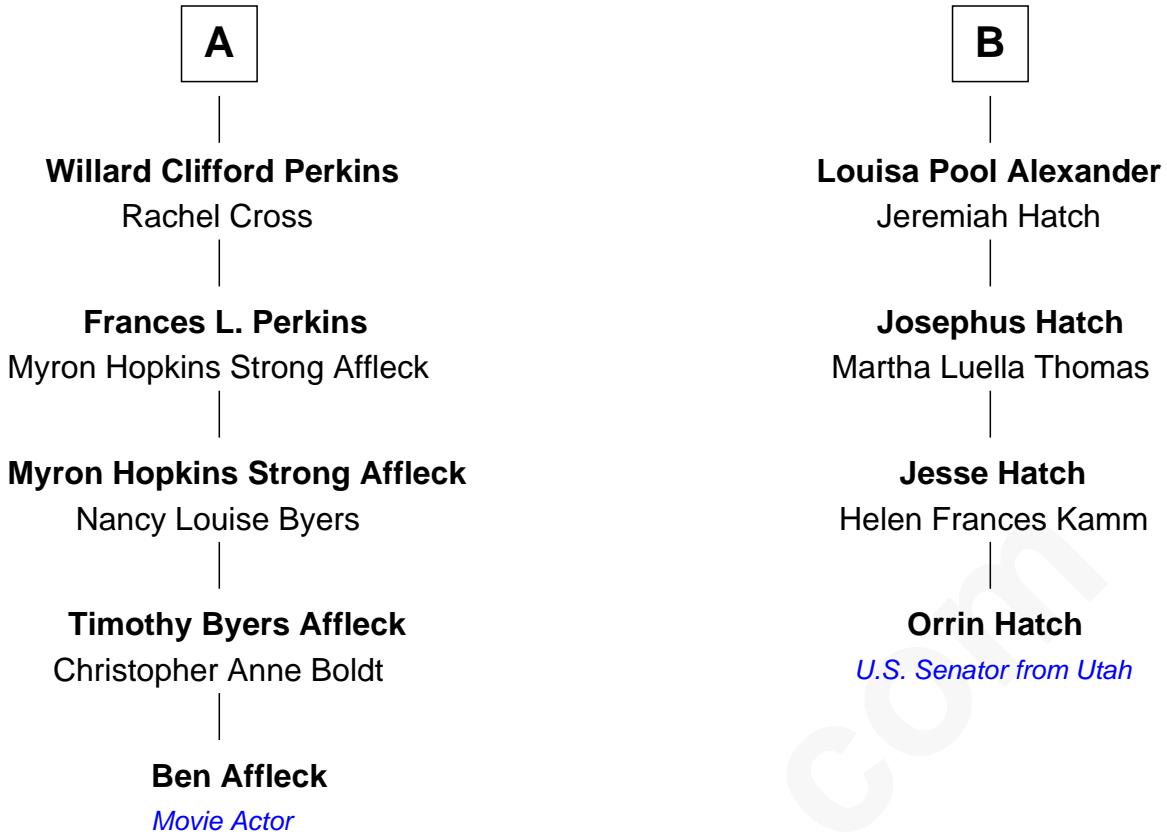 A
Willard Clifford Perkins
Rachel Cross
Frances L. Perkins
Myron Hopkins Strong Affleck
Myron Hopkins Strong Affleck
Nancy Louise Byers
Timothy Byers Affleck
Christopher Anne Boldt
Ben Affleck
Movie Actor
B
Louisa Pool Alexander
Jeremiah Hatch
Josephus Hatch
Martha Luella Thomas
Jesse Hatch
Helen Frances Kamm
Orrin Hatch
U.S. Senator from Utah
com